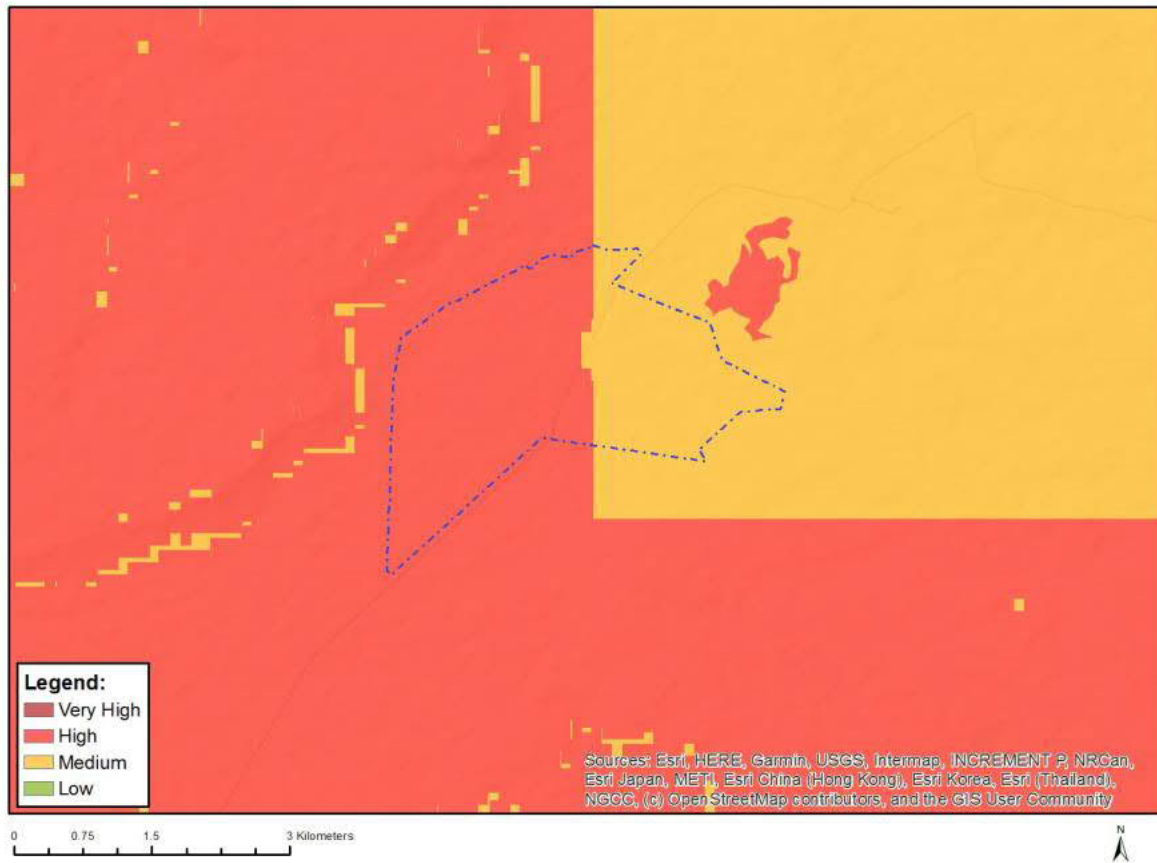 Legend:
Very High
High
Medium
Low
Sources: Esri, HERE, Garmin, USGS, Intermap, INCREMENT P, NRCan,
Esri Japan, METI, Esri China (Hong Kong), Esri Korea, Esri (Thailand),
NGCC, (c) OpenStreetMap contributors, and the GIS User Community
0 0.75 1.5 3 Kilometers
N